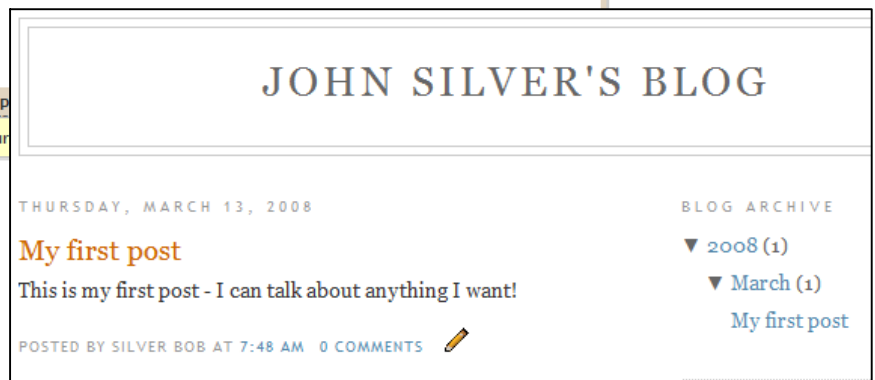 JOHN SILVER'S BLOG
THURSDAY, MARCH 13, 2008
My first post
This is my first post - I can talk about anything I want!
POSTED BY SILVER BOB AT 7:48 AM 0 COMMENTS
BLOG ARCHIVE
▼ 2008 (1)
▼ March (1)
My first post